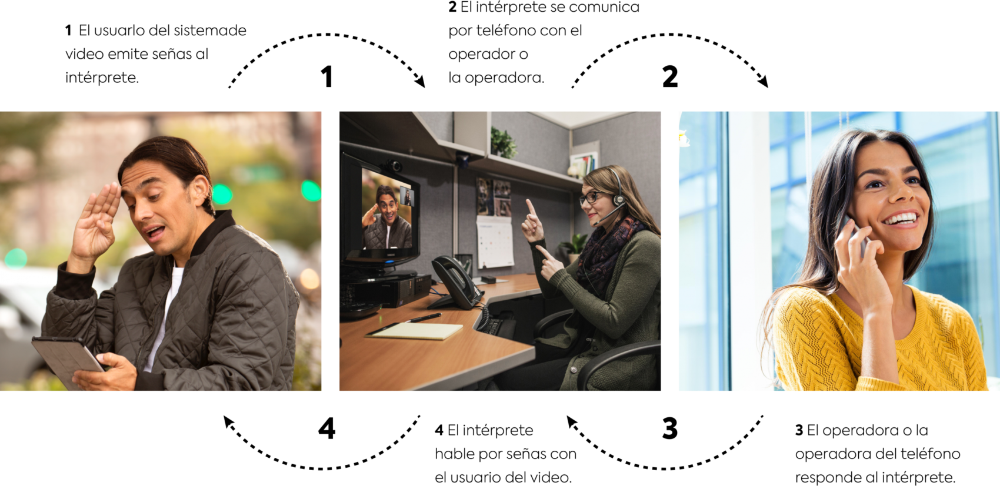 1 El usuarlo del sistemade
video emite señas al
intérprete.
1
2 El intérprete se comunica
por teléfono con el
operador o
la operadora.
2
4
4 El intérprete
hable por señas con
el usuario del video.
3
3 El operadora o la
operadora del teléfono
responde al intérprete.